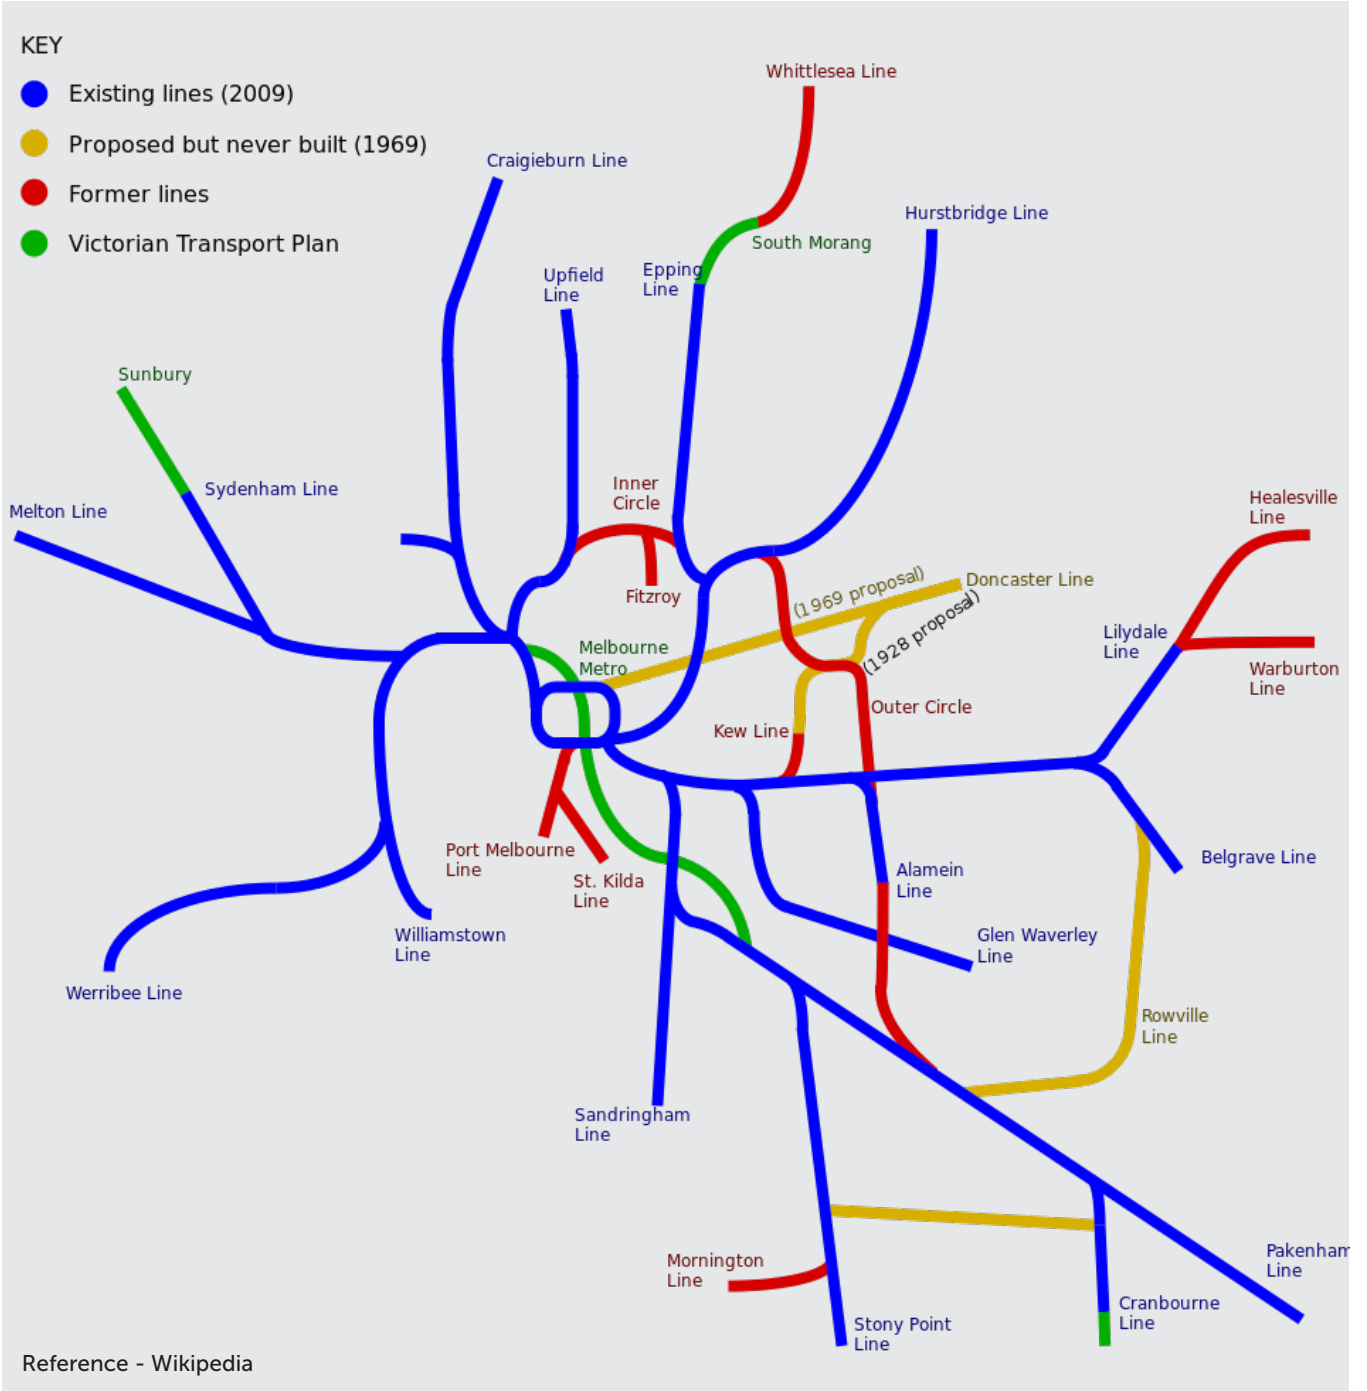 KEY
Existing lines (2009)
Proposed but never built (1969)
Former lines
Victorian Transport Plan
Whittlesea Line
Craigieburn Line
Hurstbridge Line
South Morang
Upfield
Line
Epping
Line
Sunbury
Sydenham Line
Melton Line
Inner
Circle
Fitzroy
Healesville
Line
(1969 proposal)
Doncaster Line
(1928 proposal)
Melbourne
Metro
Lilydale
Line
Warburton
Line
Outer Circle
Kew Line
Port Melbourne
Line
St. Kilda
Line
Alamein
Line
Belgrave Line
Williamstown
Line
Glen Waverley
Line
Werribee Line
Rowville
Line
Sandringham
Line
Mornington
Line
Pakenham
Line
Cranbourne
Line
Stony Point
Line
Reference - Wikipedia